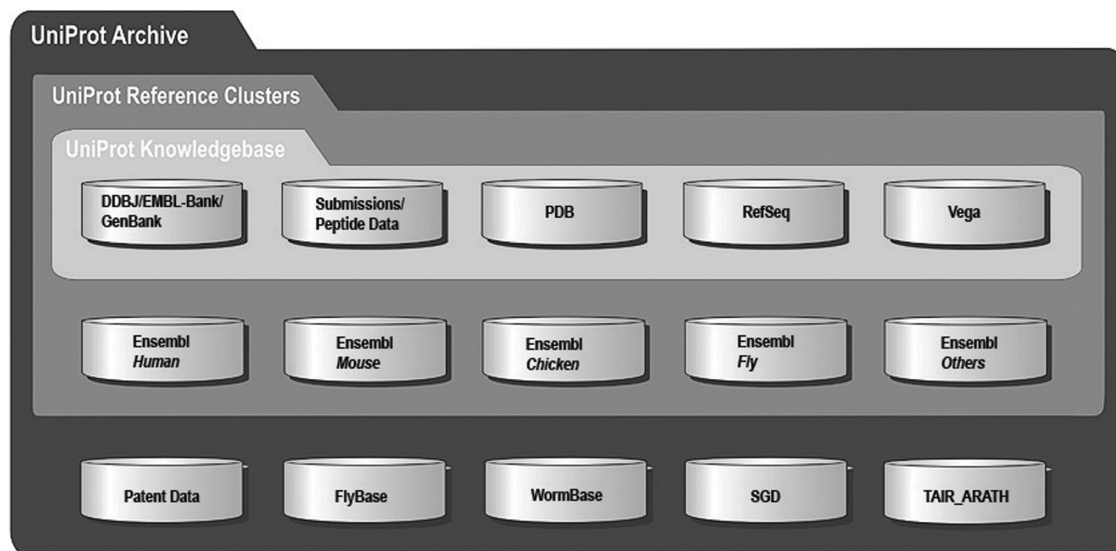 UniProt Archive
UniProt Reference Clusters
UniProt Knowledgebase
DDBJ/EMBL-Bank/
GenBank
Submissions/
Peptide Data
PDB
RefSeq
Vega
Ensembl
Human
Ensembl
Mouse
Ensembl
Chicken
Ensembl
Fly
Ensembl
Others
Patent Data
FlyBase
WormBase
SGD
TAIR_ARATH